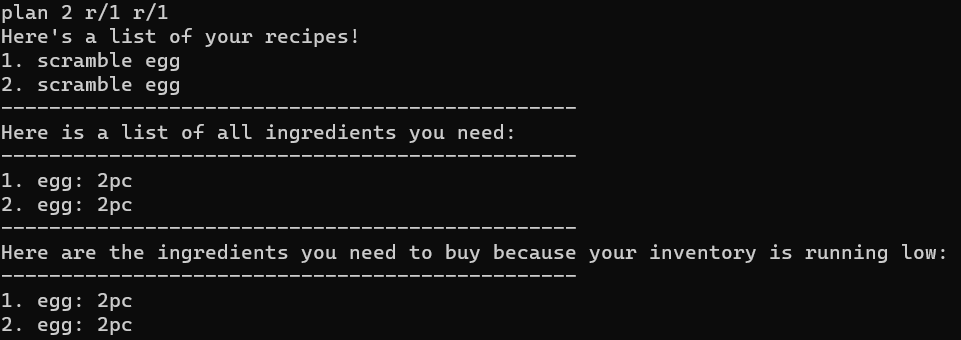 plan 2 r/1 r/1
Here's a list of your recipes!
1. scramble egg
2. scramble egg
------------------------------------------------
Here is a list of all ingredients you need:
------------------------------------------------
1. egg: 2pc
2. egg: 2pc
------------------------------------------------
Here are the ingredients you need to buy because your inventory is running low:
------------------------------------------------
1. egg: 2pc
2. egg: 2pc